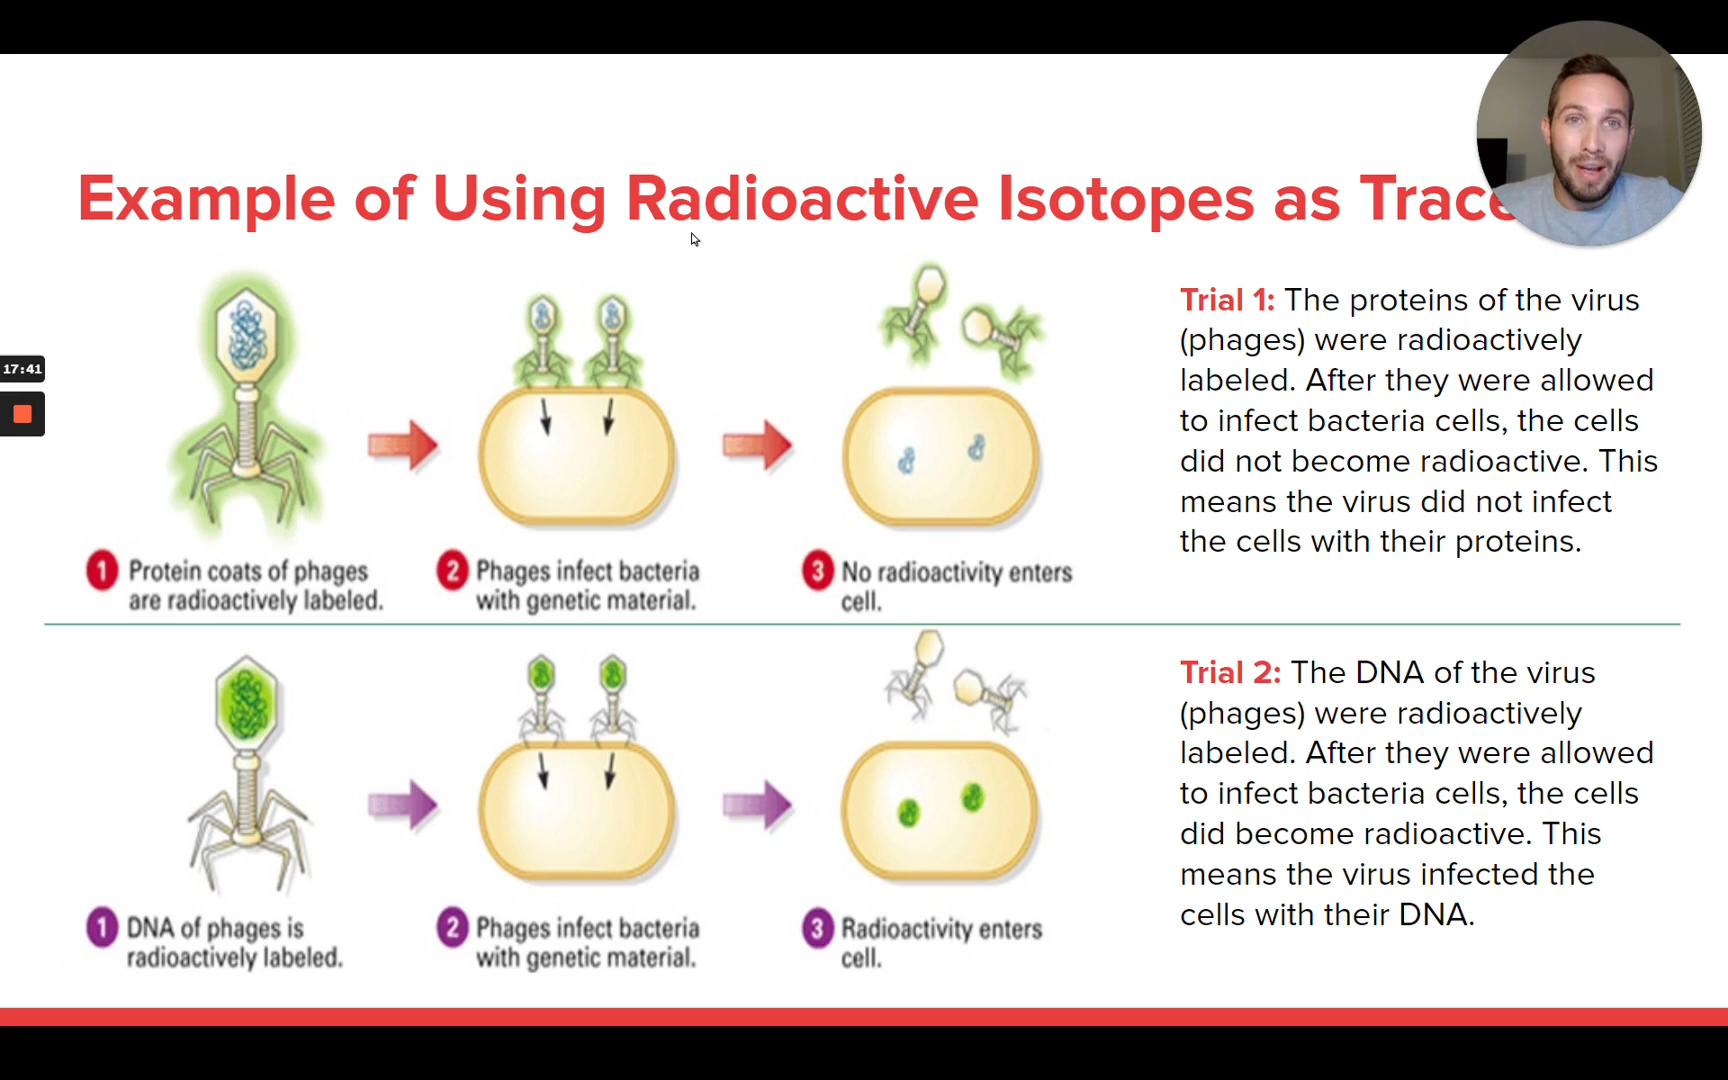 Example of Using Radioactive Isotopes as Trace
17:41
Trial 1: The proteins of the virus
(phages) were radioactively
labeled. After they were allowed
to infect bacteria cells, the cells
did not become radioactive. This
means the virus did not infect
the cells with their proteins.
1 Protein coats of phages
are radioactively labeled.
2 Phages infect bacteria
with genetic material.
3 No radioactivity enters
cell.
Trial 2: The DNA of the virus
(phages) were radioactively
labeled. After they were allowed
to infect bacteria cells, the cells
did become radioactive. This
means the virus infected the
cells with their DNA.
1 DNA of phages is
radioactively labeled.
2 Phages infect bacteria
with genetic material.
3 Radioactivity enters
cell.